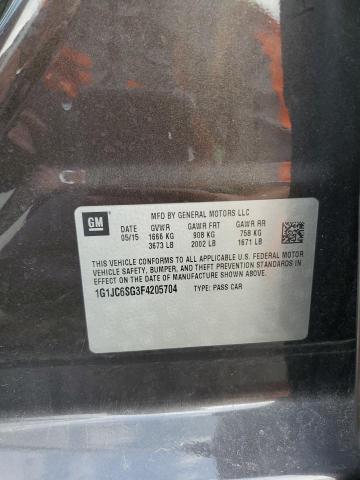 GM
MFD BY GENERAL MOTORS LLC
DATE GVWR GAWR FRT GAWR RR
05/15 1666 KG 908 KG 758 KG
3673 LB 2002 LB 1671 LB
THIS VEHICLE CONFORMS TO ALL APPLICABLE U.S. FEDERAL MOTOR
VEHICLE SAFETY, BUMPER, AND THEFT PREVENTION STANDARDS IN
EFFECT ON THE DATE OF MANUFACTURE SHOWN ABOVE.
1G1JC6SG3F4205704 TYPE: PASS CAR